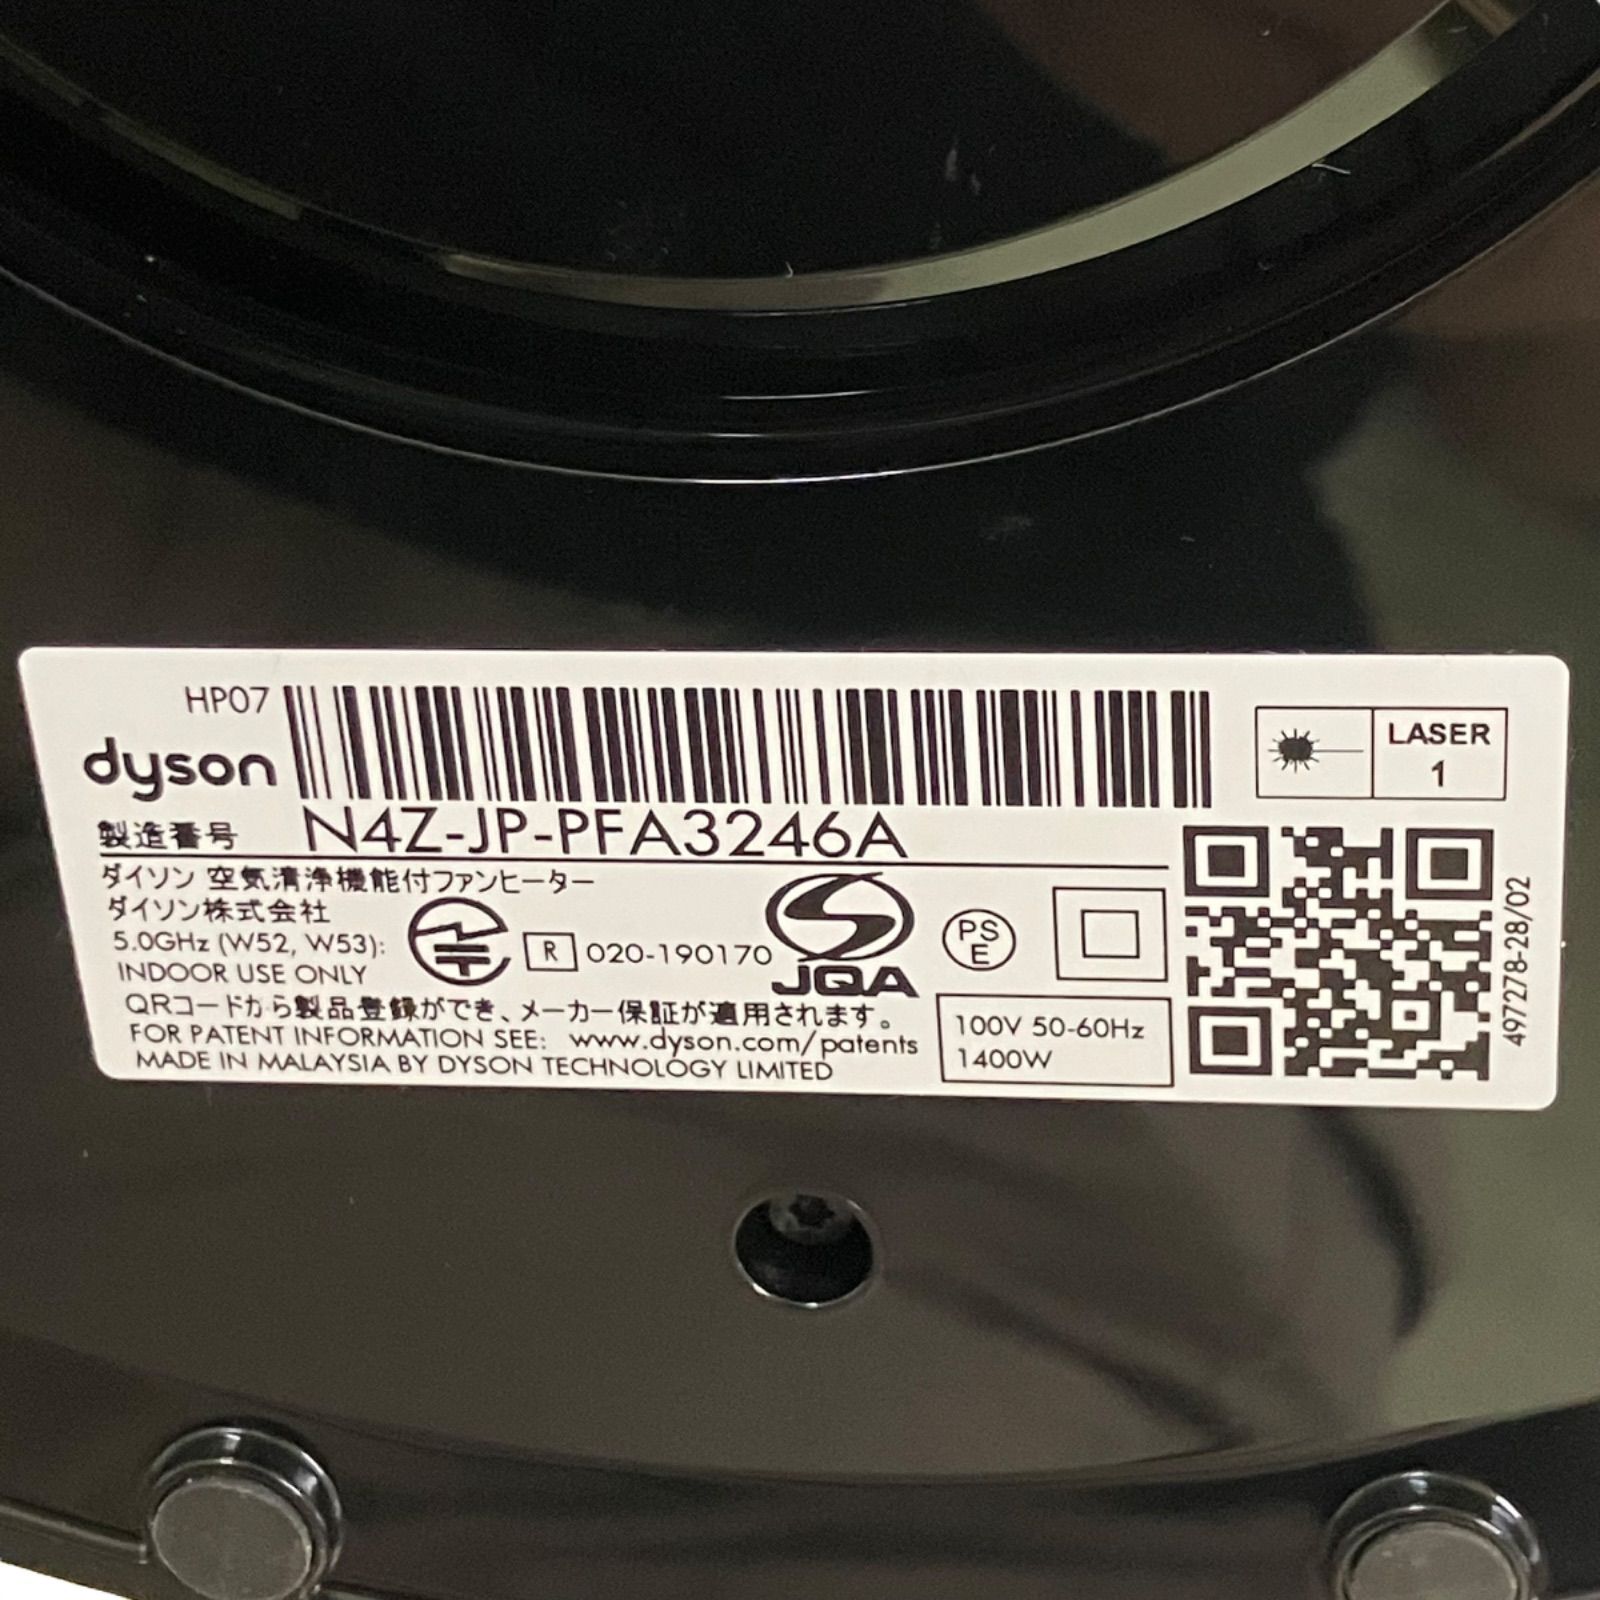 HP07
dyson
製造番号 N4Z-JP-PFA3246A
ダイソン 空気清浄機能付ファンヒーター
ダイソン株式会社
5.0GHz (W52, W53):
INDOOR USE ONLY
R 020-190170
JQA
PS
E
QRコードから製品登録ができ、メーカー保証が適用されます。
FOR PATENT INFORMATION SEE: www.dyson.com/patents
MADE IN MALAYSIA BY DYSON TECHNOLOGY LIMITED
100V 50-60Hz
1400W
LASER
1
497278-28/02